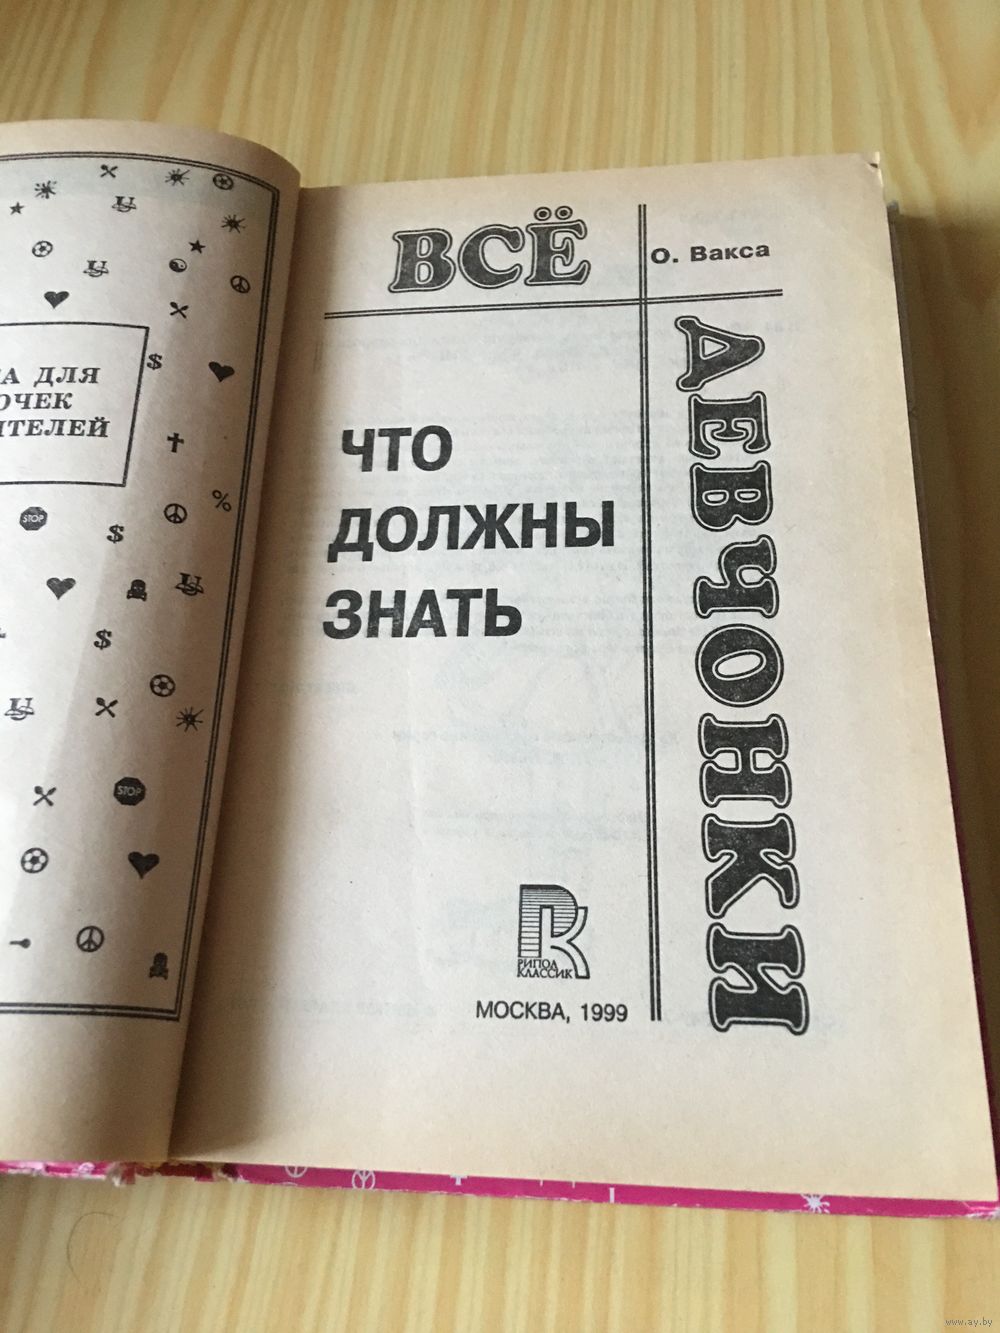 А ДЛЯ
ОЧЕК
ИТЕЛЕЙ
STOP
STOP
ВСЁ
О. Вакса
ЧТО
ДОЛЖНЫ
ЗНАТЬ
ДЕВЧОНКИ
РИПОЛ
КЛАССИК
МОСКВА, 1999
www.ay.by